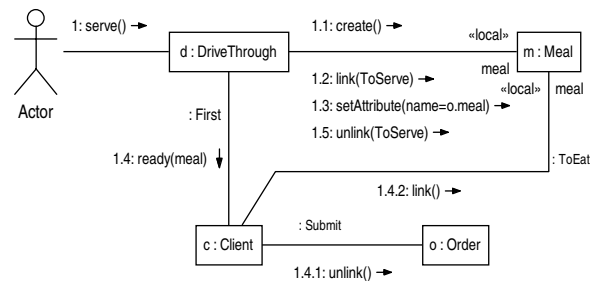 1: serve()
1.1: create()
«local»
d : DriveThrough
m : Meal
meal
1.2: link(ToServe)
«local»
meal
1.3: setAttribute(name=o.meal)
Actor
: First
1.5: unlink(ToServe)
1.4: ready(meal)
: ToEat
1.4.2: link()
: Submit
c : Client
o : Order
1.4.1: unlink()